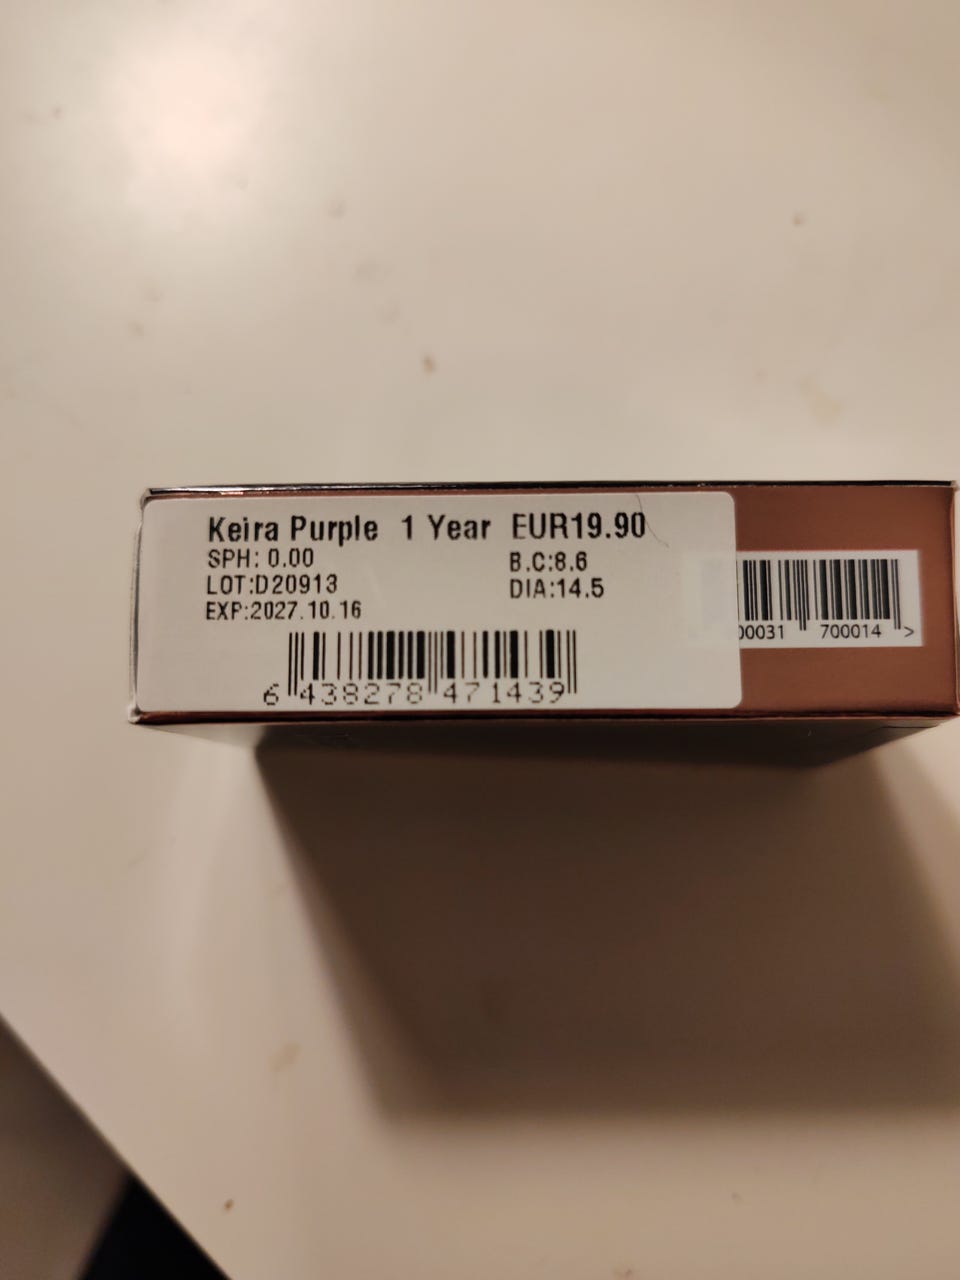 Keira Purple 1 Year EUR19.90
SPH: 0.00 B.C:8.6
LOT:D20913 DIA:14.5
EXP:2027.10.16
6 438278 471439
00031 700014 >